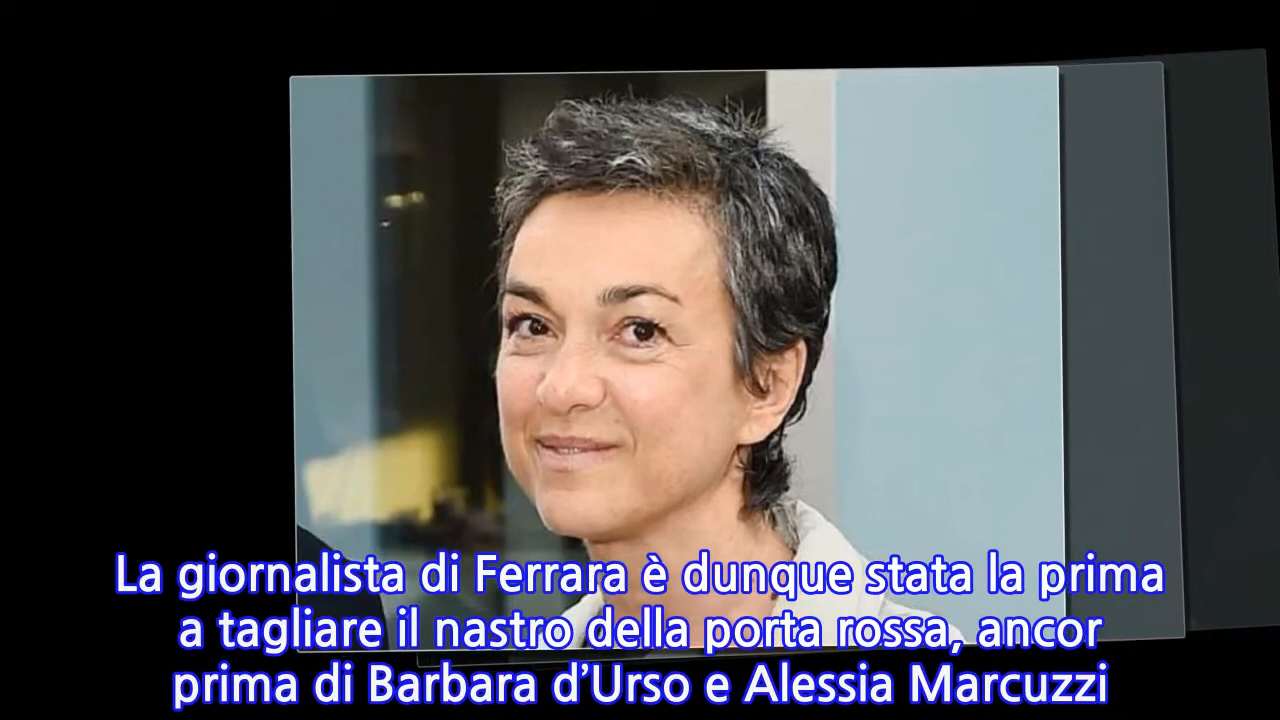 La giornalista di Ferrara è dunque stata la prima
a tagliare il nastro della porta rossa, ancor
prima di Barbara d’Urso e Alessia Marcuzzi